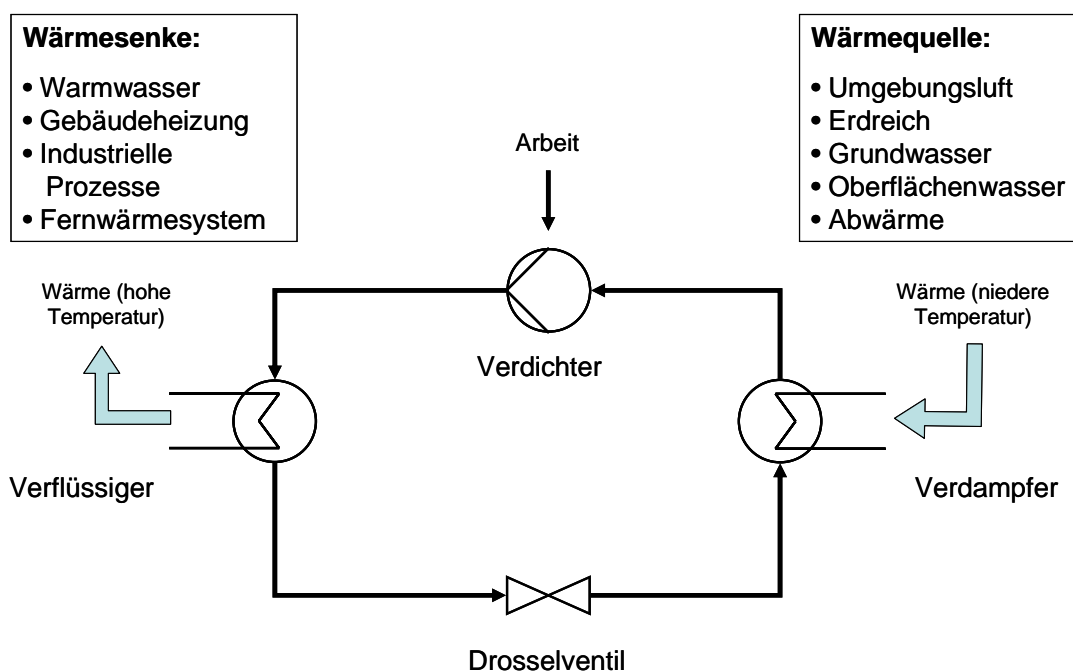 Wärmesenke:
• Warmwasser
• Gebäudeheizung
• Industrielle
Prozesse
• Fernwärmesystem
Wärmequelle:
• Umgebungsluft
• Erdreich
• Grundwasser
• Oberflächenwasser
• Abwärme
Arbeit
Wärme (hohe
Temperatur)
Wärme (niedere
Temperatur)
Verdichter
Verflüssiger
Verdampfer
Drosselventil